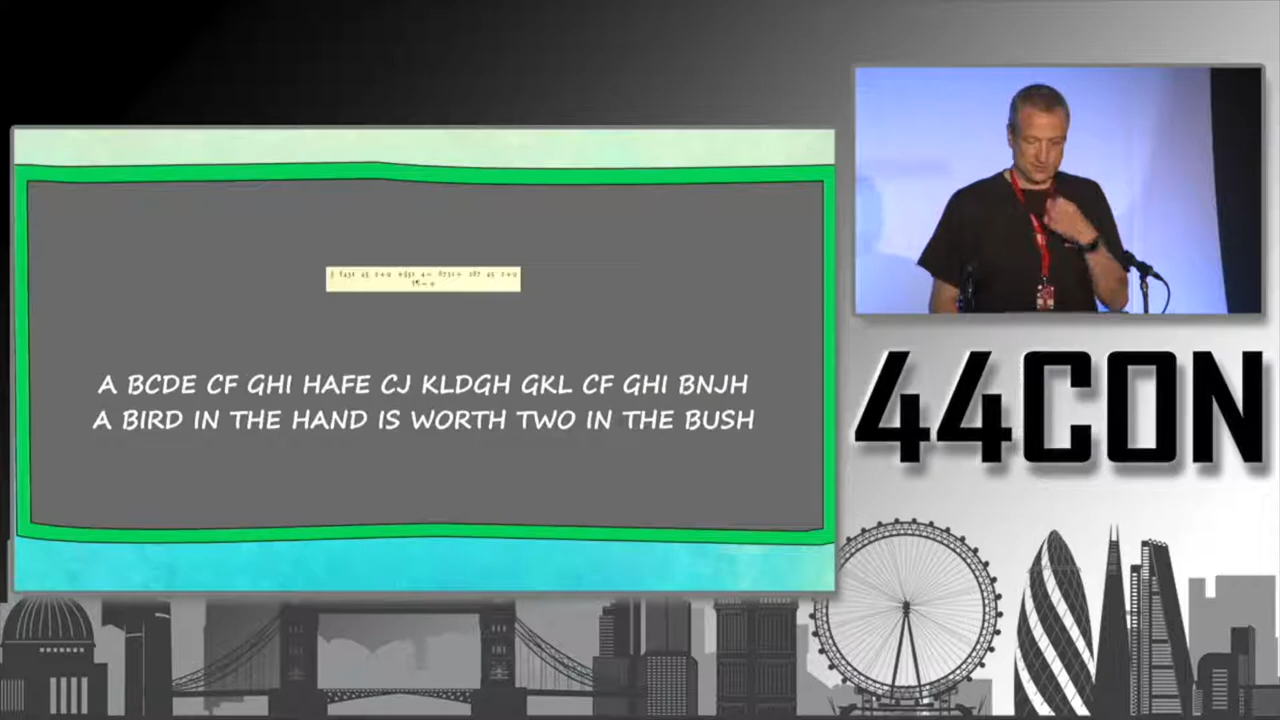 A BCDE CF GHI HAFE CJ KLDGH GKL CF GHI BNJH
A BIRD IN THE HAND IS WORTH TWO IN THE BUSH
44CON